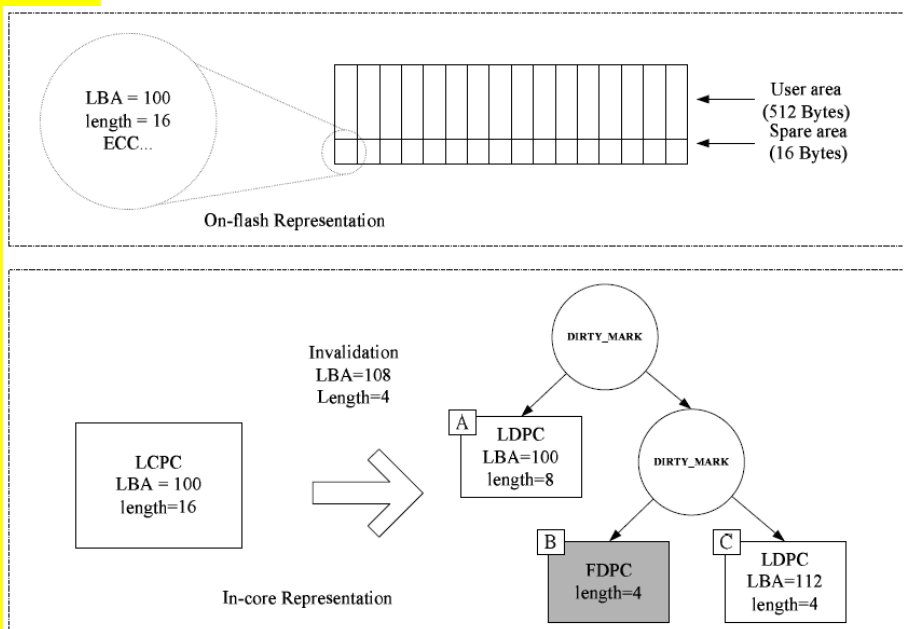 LBA = 100
length = 16
ECC...
User area
(512 Bytes)
Spare area
(16 Bytes)
On-flash Representation
DIRTY_MARK
Invalidation
LBA=108
Length=4
A
LDPC
LBA=100
length=8
DIRTY_MARK
LCPC
LBA = 100
length=16
B
FDPC
length=4
C
LDPC
LBA=112
length=4
In-core Representation